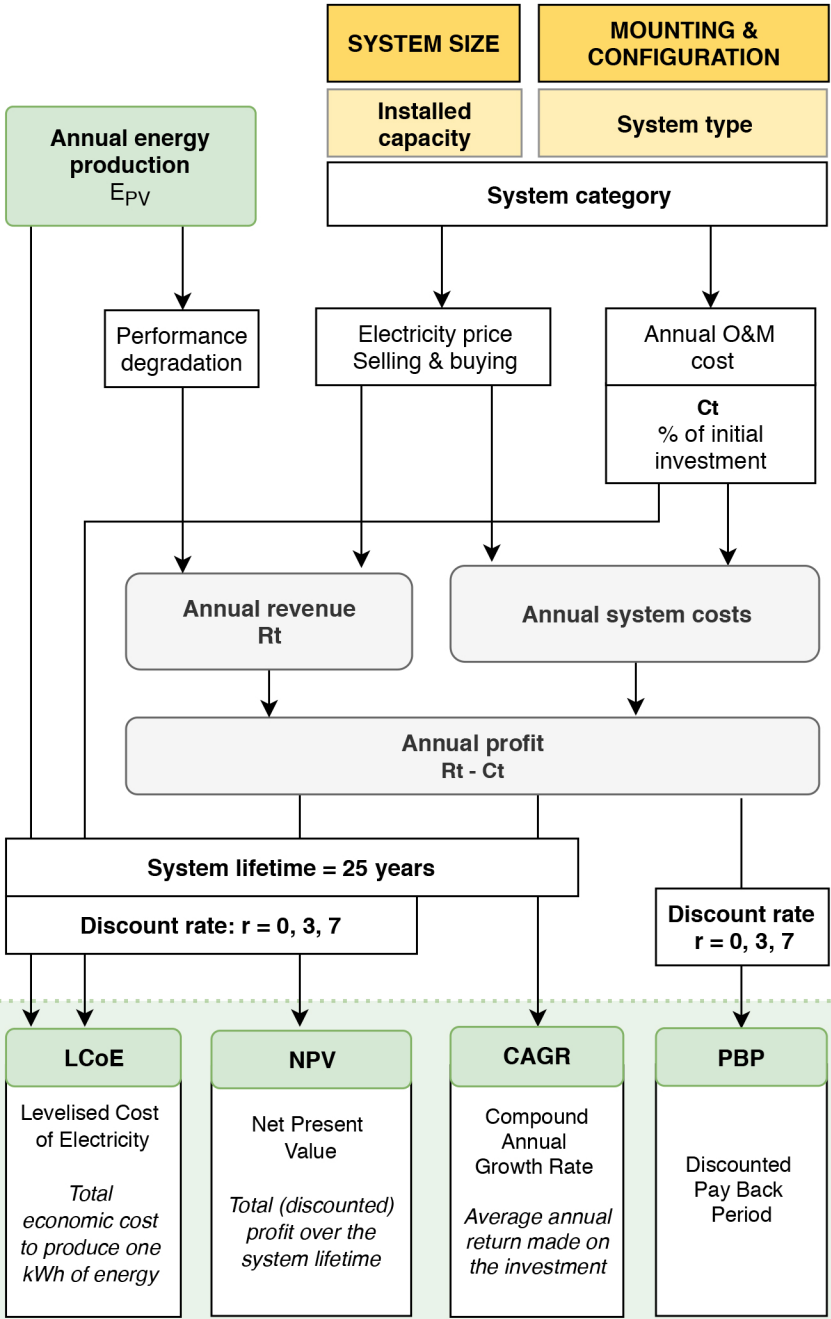 SYSTEM SIZE
MOUNTING &
CONFIGURATION
Installed
capacity
System type
Annual energy
production
EPV
System category
Performance
degradation
Electricity price
Selling & buying
Annual O&M
cost
Ct
% of initial
investment
Annual revenue
Rt
Annual system costs
Annual profit
Rt - Ct
System lifetime = 25 years
Discount rate: r = 0, 3, 7
Discount rate
r = 0, 3, 7
LCoE
Levelised Cost
of Electricity
Total
economic cost
to produce one
kWh of energy
NPV
Net Present
Value
Total (discounted)
profit over the
system lifetime
CAGR
Compound
Annual
Growth Rate
Average annual
return made on
the investment
PBP
Discounted
Pay Back
Period